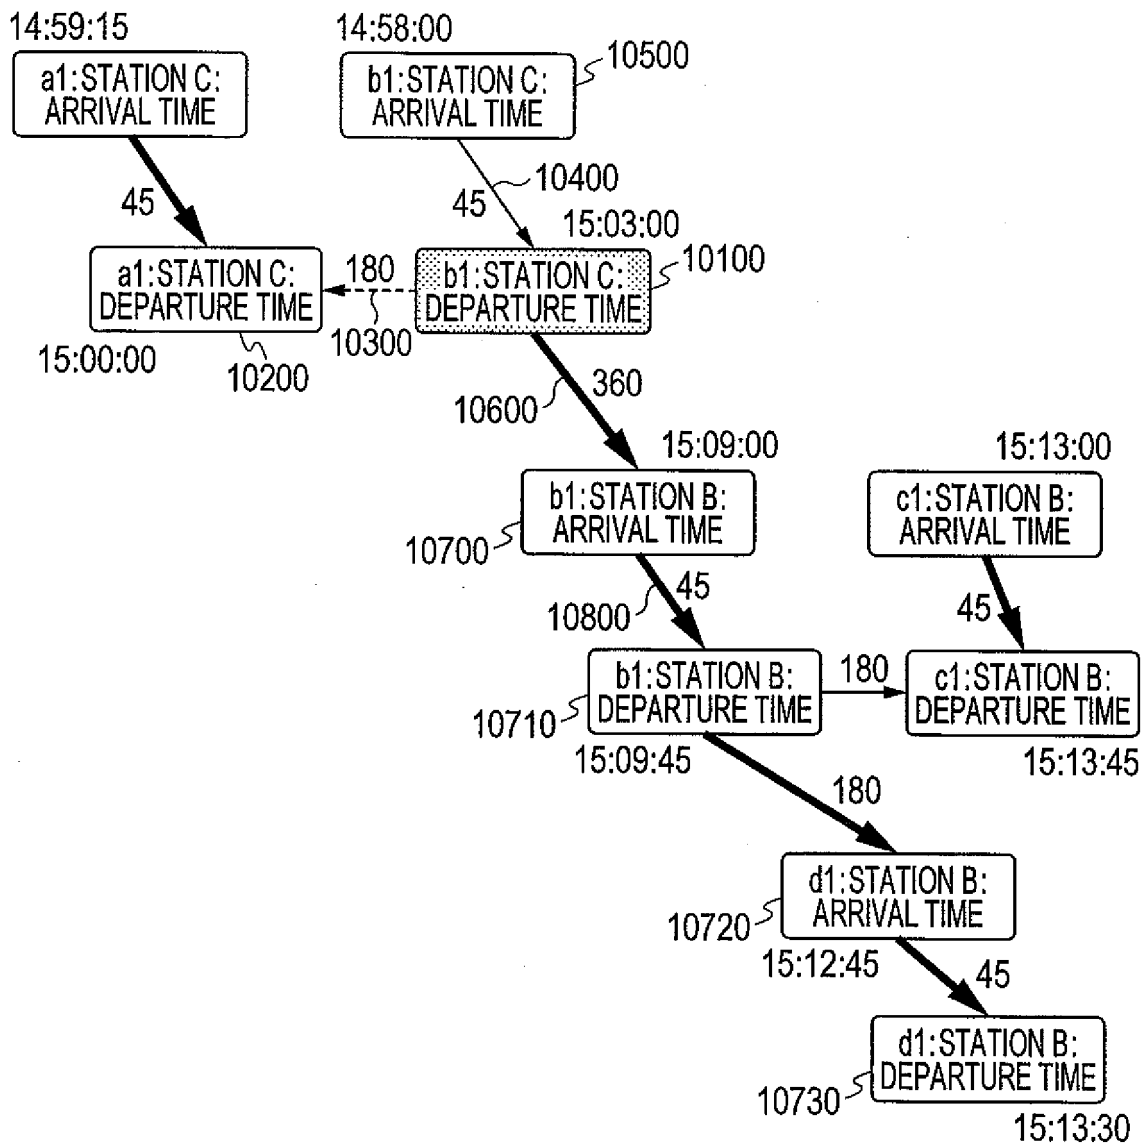 14:59:15
14:58:00
a1:STATION C:
ARRIVAL TIME
b1:STATION C:
ARRIVAL TIME
10500
45
10400
45
15:03:00
a1:STATION C:
DEPARTURE TIME
180
10300
b1:STATION C:
DEPARTURE TIME
10100
15:00:00
10200
10600
360
15:09:00
15:13:00
b1:STATION B:
ARRIVAL TIME
10700
c1:STATION B:
ARRIVAL TIME
10800
45
45
b1:STATION B:
DEPARTURE TIME
10710
180
c1:STATION B:
DEPARTURE TIME
15:09:45
15:13:45
180
d1:STATION B:
ARRIVAL TIME
10720
15:12:45
45
d1:STATION B:
DEPARTURE TIME
10730
15:13:30